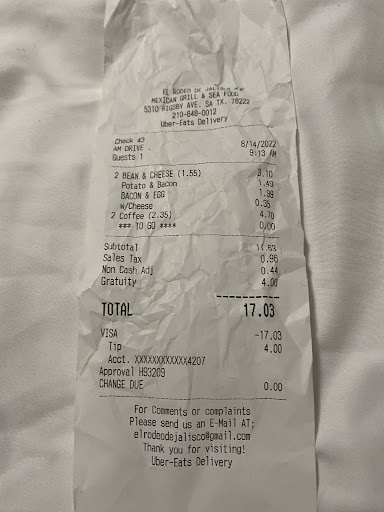 EL RODEO DE JALISCO
MEXICAN GRILL & SEA FOOD
5310 RIGSBY AVE. SA TX. 78222
210-648-0012
Uber-Eats Delivery
Check 43
AM DRIVE . 8/14/2022
Guests 1 9:13 AM
2 BEAN & CHEESE (1.55) 3.10
Potato & Bacon 1.49
BACON & EGG 1.99
w/Cheese 0.35
2 Coffee (2.35) 4.70
*** TO GO **** 0.00
Subtotal 11.63
Sales Tax 0.96
Non Cash Adj 0.44
Gratuity 4.00
TOTAL 17.03
VISA -17.03
Tip 4.00
Acct. XXXXXXXXXXXX4207
Approval H93209
CHANGE DUE 0.00
For Comments or complaints
Please send us an E-Mail AT;
elrodeodejalisco@gmail.com
Thank you for visiting!
Uber-Eats Delivery